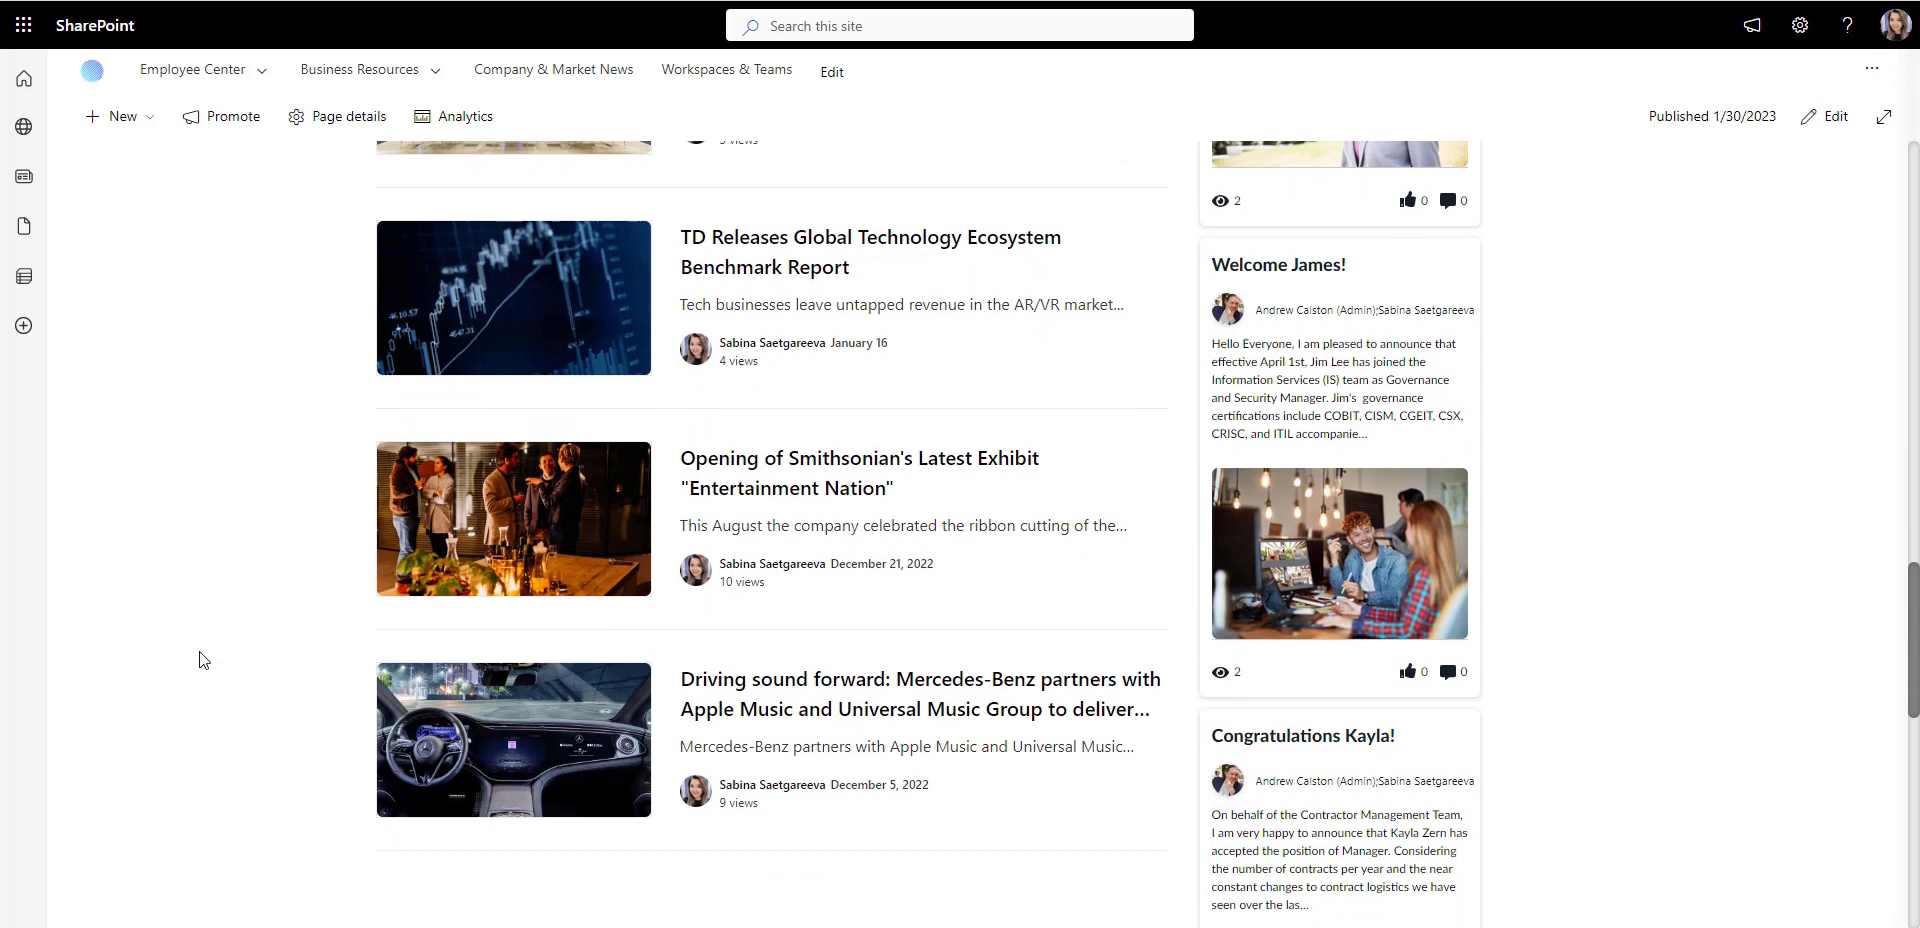 SharePoint
Search this site
Employee Center
Business Resources
Company & Market News
Workspaces & Teams
Edit
New
Promote
Page details
Analytics
Published 1/30/2023
Edit
TD Releases Global Technology Ecosystem
Benchmark Report
Tech businesses leave untapped revenue in the AR/VR market...
Sabina Saetgareeva January 16
4 views
Opening of Smithsonian's Latest Exhibit
"Entertainment Nation"
This August the company celebrated the ribbon cutting of the...
Sabina Saetgareeva December 21, 2022
10 views
Driving sound forward: Mercedes-Benz partners with
Apple Music and Universal Music Group to deliver...
Mercedes-Benz partners with Apple Music and Universal Music...
Sabina Saetgareeva December 5, 2022
9 views
2
0
0
Welcome James!
Andrew Calston (Admin);Sabina Saetgareeva
Hello Everyone, I am pleased to announce that
effective April 1st, Jim Lee has joined the
Information Services (IS) team as Governance
and Security Manager. Jim's governance
certifications include COBIT, CISM, CGEIT, CSX,
CRISC, and ITIL accompanie...
2
0
0
Congratulations Kayla!
Andrew Calston (Admin);Sabina Saetgareeva
On behalf of the Contractor Management Team,
I am very happy to announce that Kayla Zern has
accepted the position of Manager. Considering
the number of contracts per year and the near
constant changes to contract logistics we have
seen over the las...